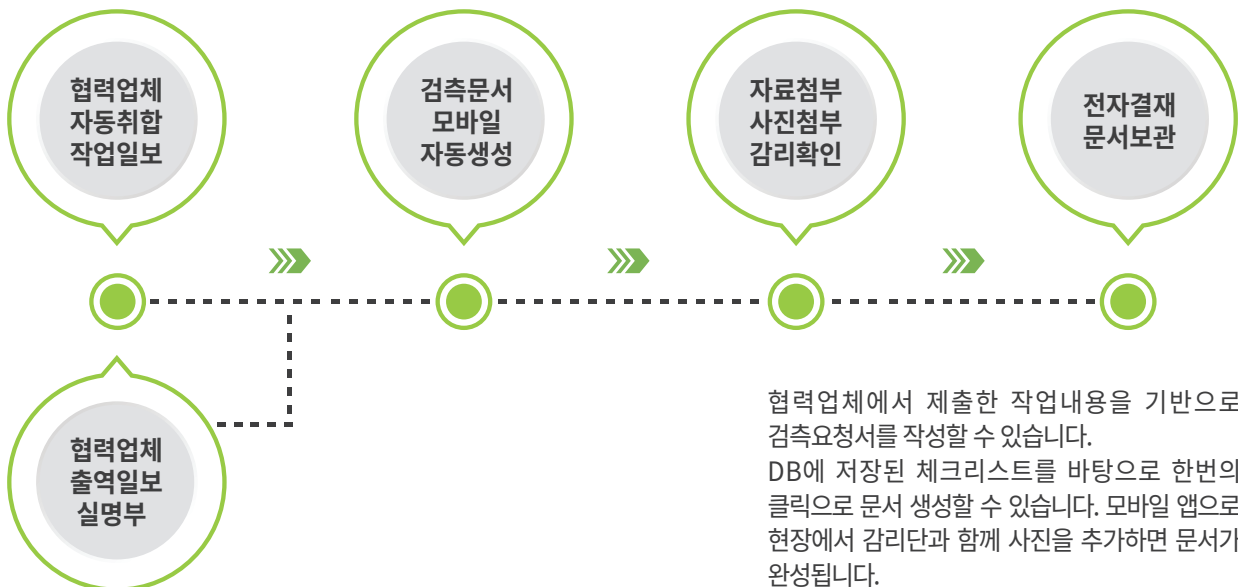 협력업체
자동취합
작업일보
검측문서
모바일
자동생성
자료첨부
사진첨부
감리확인
전자결재
문서보관
협력업체
출역일보
실명부
협력업체에서 제출한 작업내용을 기반으로
검측요청서를 작성할 수 있습니다.
DB에 저장된 체크리스트를 바탕으로 한번의
클릭으로 문서 생성할 수 있습니다. 모바일 앱으로
현장에서 감리단과 함께 사진을 추가하면 문서가
완성됩니다.